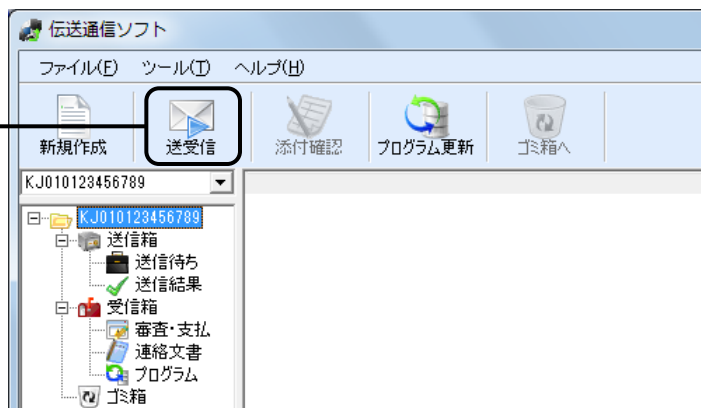 伝送通信ソフト
ファイル(F) ツール(T) ヘルプ(H)
新規作成 送受信 添付確認 プログラム更新 ゴミ箱へ
KJ010123456789
KJ010123456789
送信箱
送信待ち
送信結果
受信箱
審査・支払
連絡文書
プログラム
ゴミ箱